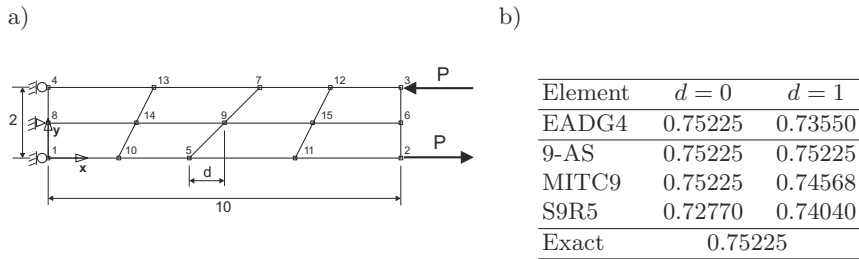 a)
b)
4
13
7
12
3
P
2
8
y
14
9
15
6
1
x
10
5
11
2
P
d
10
Element d = 0 d = 1
EADG4 0.75225 0.73550
9-AS 0.75225 0.75225
MITC9 0.75225 0.74568
S9R5 0.72770 0.74040
Exact 0.75225